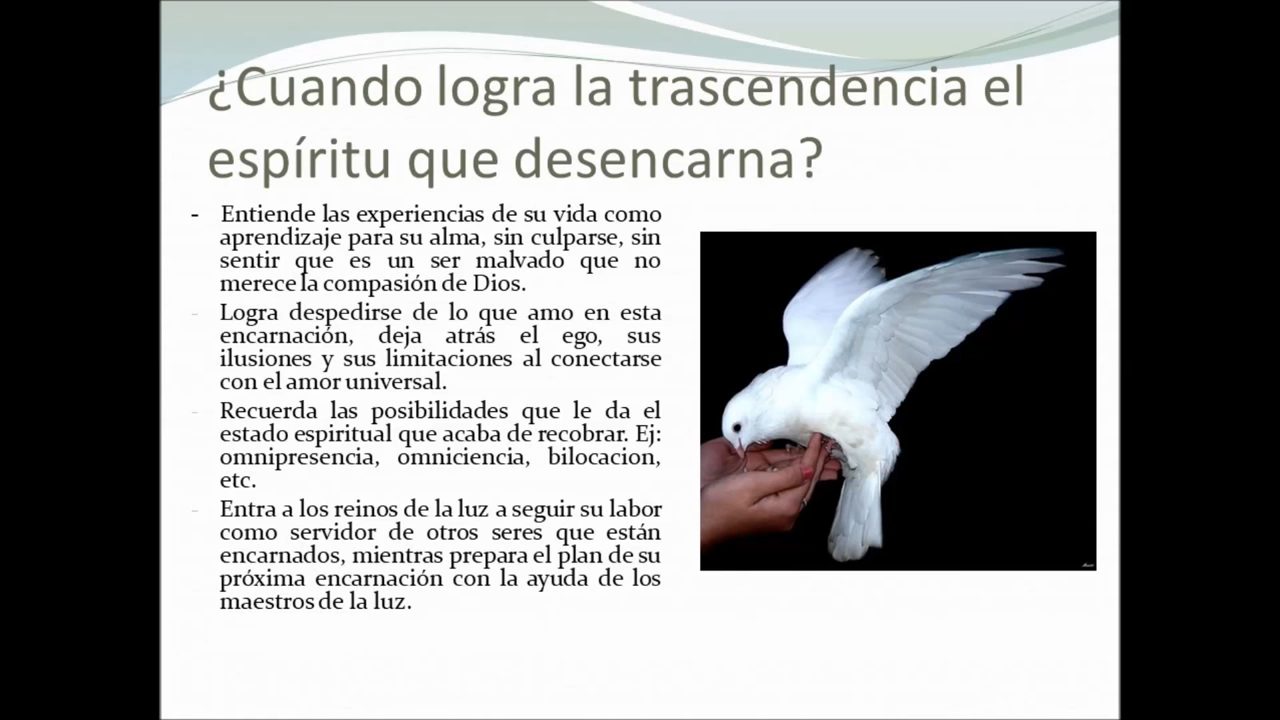 ¿Cuando logra la trascendencia el
espíritu que desencarna?
- Entiende las experiencias de su vida como
aprendizaje para su alma, sin culparse, sin
sentir que es un ser malvado que no
merece la compasión de Dios.
- Logra despedirse de lo que amo en esta
encarnación, deja atrás el ego, sus
ilusiones y sus limitaciones al conectarse
con el amor universal.
- Recuerda las posibilidades que le da el
estado espiritual que acaba de recobrar. Ej:
omnipresencia, omniciencia, bilocacion,
etc.
- Entra a los reinos de la luz a seguir su labor
como servidor de otros seres que están
encarnados, mientras prepara el plan de su
próxima encarnación con la ayuda de los
maestros de la luz.